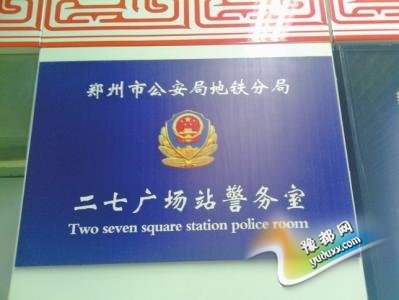 郑州市公安局地铁分局
二七广场站警务室
Two seven square station police room
豫都网
yuduxx.com